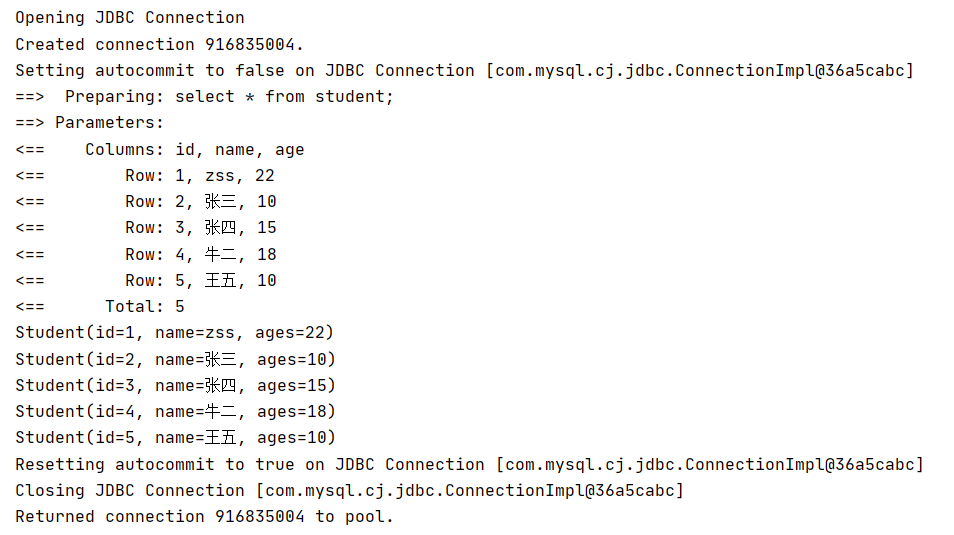 Opening JDBC Connection
Created connection 916835004.
Setting autocommit to false on JDBC Connection [com.mysql.cj.jdbc.ConnectionImpl@36a5cabc]
==>  Preparing: select * from student;
==> Parameters:
<==    Columns: id, name, age
<==        Row: 1, zss, 22
<==        Row: 2, 张三, 10
<==        Row: 3, 张四, 15
<==        Row: 4, 牛二, 18
<==        Row: 5, 王五, 10
<==      Total: 5
Student(id=1, name=zss, ages=22)
Student(id=2, name=张三, ages=10)
Student(id=3, name=张四, ages=15)
Student(id=4, name=牛二, ages=18)
Student(id=5, name=王五, ages=10)
Resetting autocommit to true on JDBC Connection [com.mysql.cj.jdbc.ConnectionImpl@36a5cabc]
Closing JDBC Connection [com.mysql.cj.jdbc.ConnectionImpl@36a5cabc]
Returned connection 916835004 to pool.